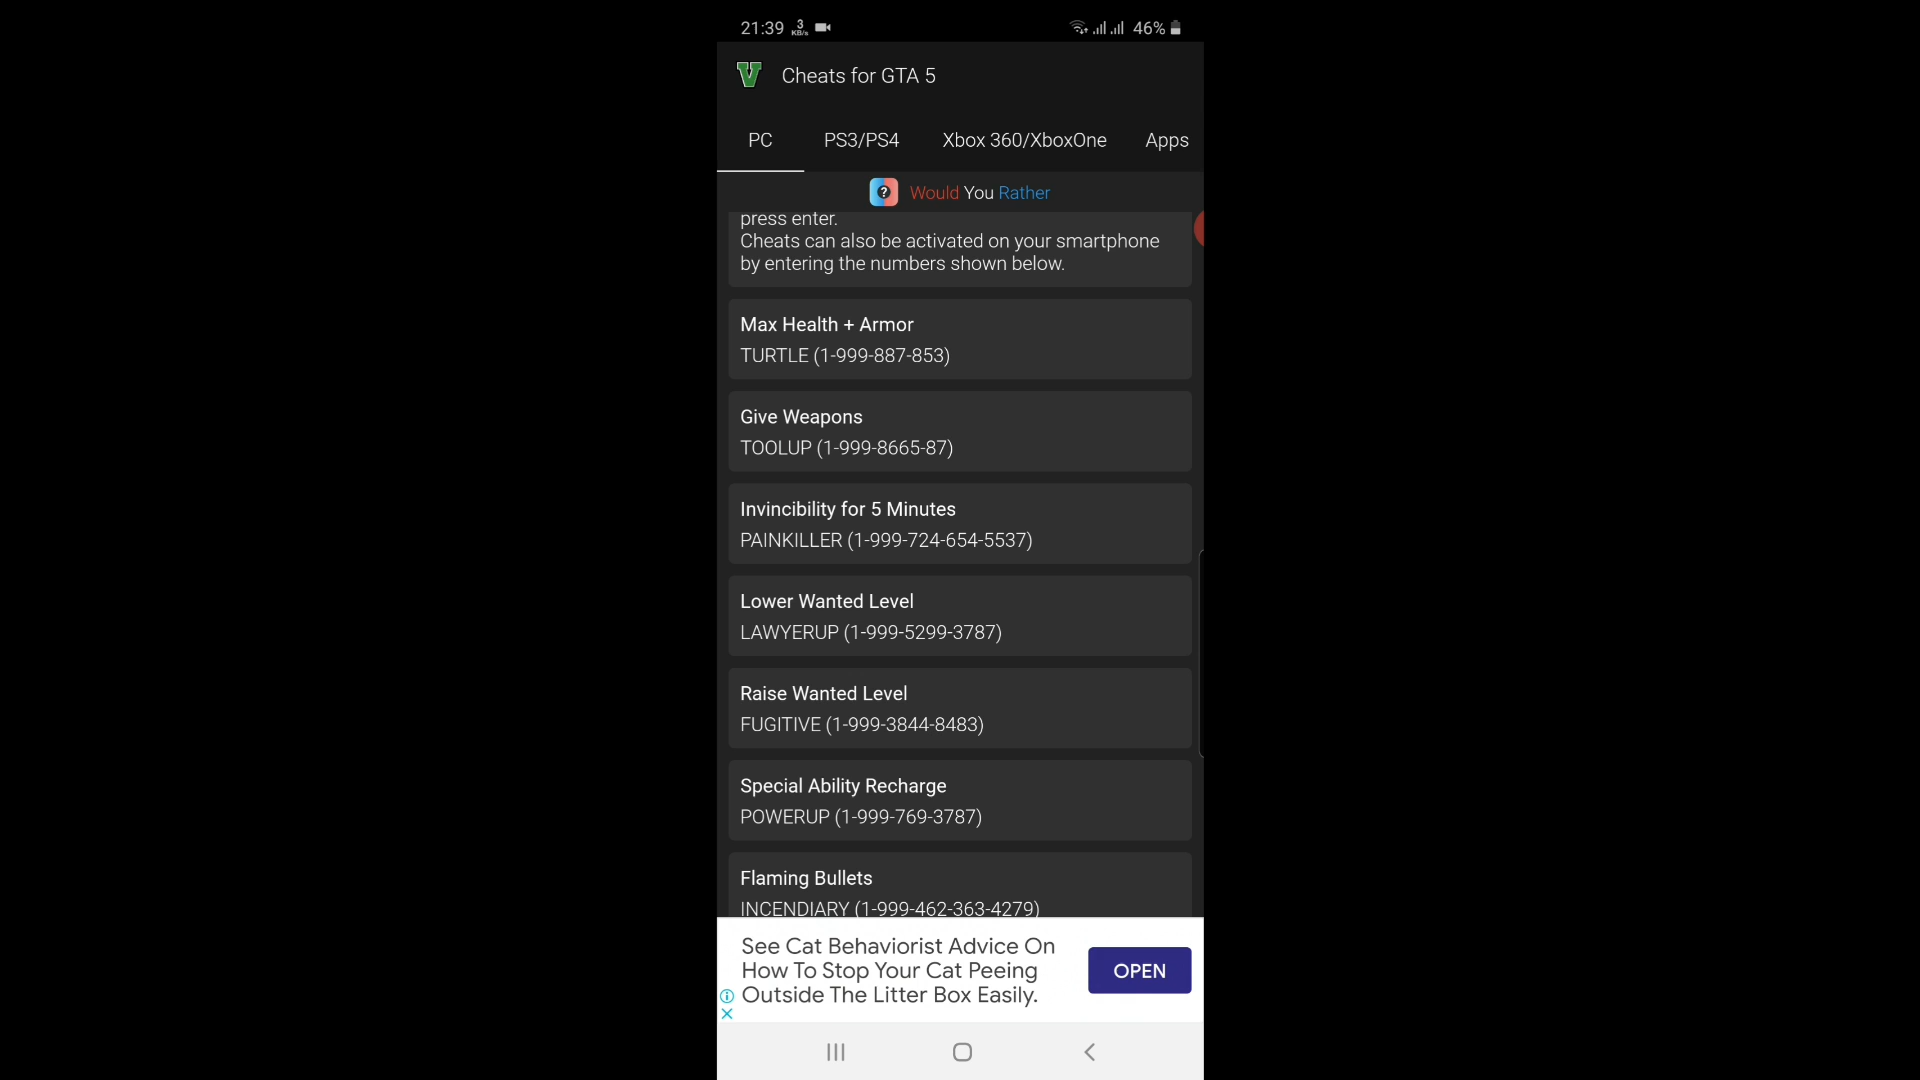 21:39 3 KB/s 46%
V Cheats for GTA 5
PC PS3/PS4 Xbox 360/XboxOne Apps
? Would You Rather
press enter.
Cheats can also be activated on your smartphone
by entering the numbers shown below.
Max Health + Armor
TURTLE (1-999-887-853)
Give Weapons
TOOLUP (1-999-8665-87)
Invincibility for 5 Minutes
PAINKILLER (1-999-724-654-5537)
Lower Wanted Level
LAWYERUP (1-999-5299-3787)
Raise Wanted Level
FUGITIVE (1-999-3844-8483)
Special Ability Recharge
POWERUP (1-999-769-3787)
Flaming Bullets
INCENDIARY (1-999-462-363-4279)
See Cat Behaviorist Advice On
How To Stop Your Cat Peeing
Outside The Litter Box Easily.
OPEN